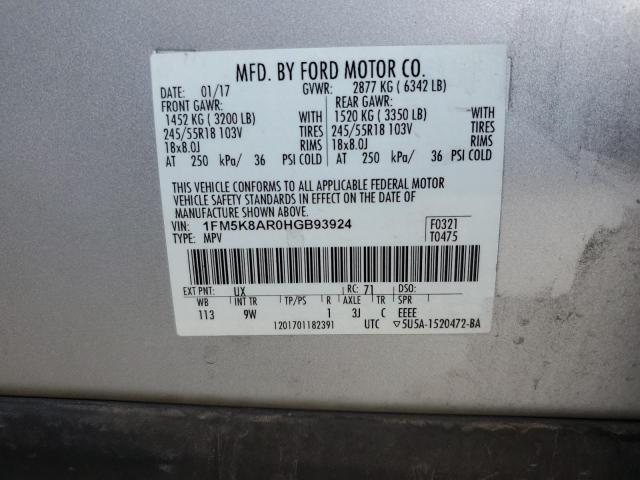 MFD. BY FORD MOTOR CO.
DATE: 01/17 GVWR: 2877 KG ( 6342 LB)
FRONT GAWR: REAR GAWR:
1452 KG ( 3200 LB) WITH 1520 KG ( 3350 LB) WITH
245/55R18 103V TIRES 245/55R18 103V TIRES
18x8.0J RIMS 18x8.0J RIMS
AT 250 kPa/ 36 PSI COLD AT 250 kPa/ 36 PSI COLD
THIS VEHICLE CONFORMS TO ALL APPLICABLE FEDERAL MOTOR
VEHICLE SAFETY STANDARDS IN EFFECT ON THE DATE OF
MANUFACTURE SHOWN ABOVE.
VIN: 1FM5K8AR0HGB93924 F0321
TYPE: MPV T0475
EXT PNT: UX RC: 71 DSO:
WB INT TR TP/PS R AXLE TR SPR
113 9W 1 3J C EEEE
1201701182391 UTC ▽5U5A-1520472-BA